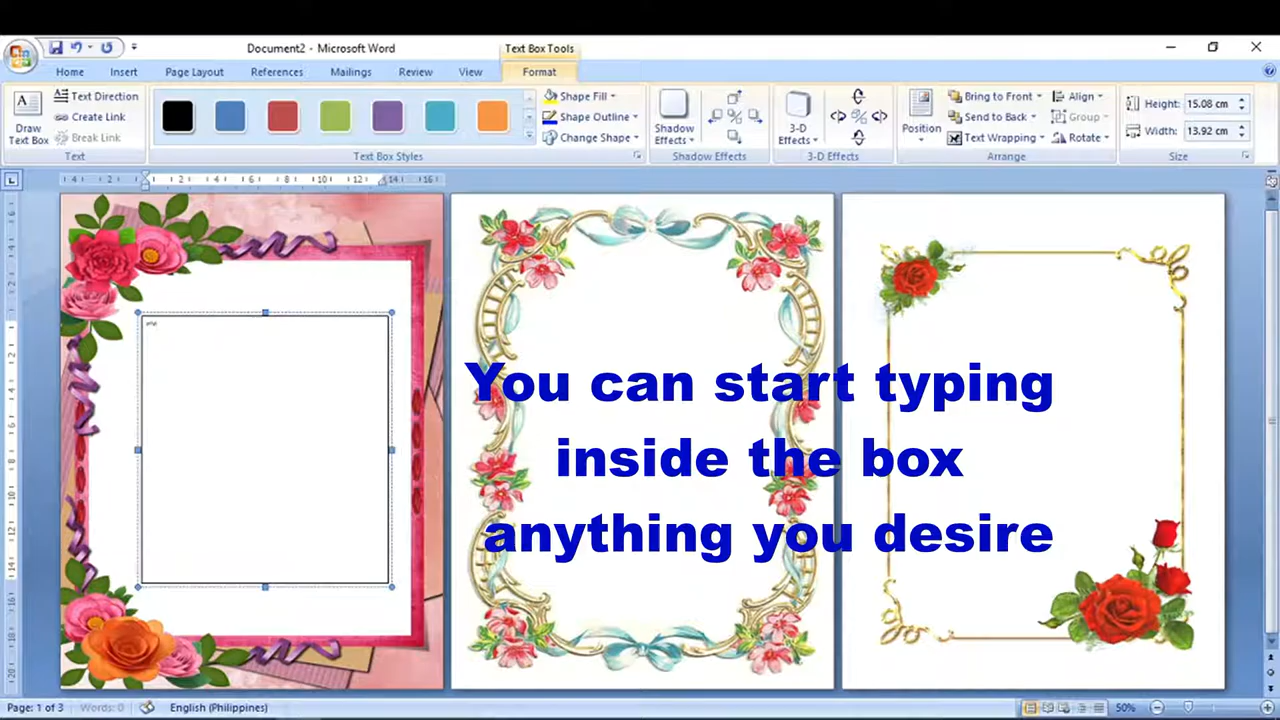 Document2 - Microsoft Word
Text Box Tools
Home Insert Page Layout References Mailings Review View Format
Draw Text Box
Text Direction
Create Link
Break Link
Text
Text Box Styles
Shape Fill
Shape Outline
Change Shape
Shadow Effects
Shadow Effects
3-D Effects
3-D Effects
Position
Bring to Front
Send to Back
Text Wrapping
Align
Group
Rotate
Arrange
Height: 15.08 cm
Width: 13.92 cm
Size
You can start typing
inside the box
anything you desire
Page: 1 of 3 Words: 0 English (Philippines) 50%